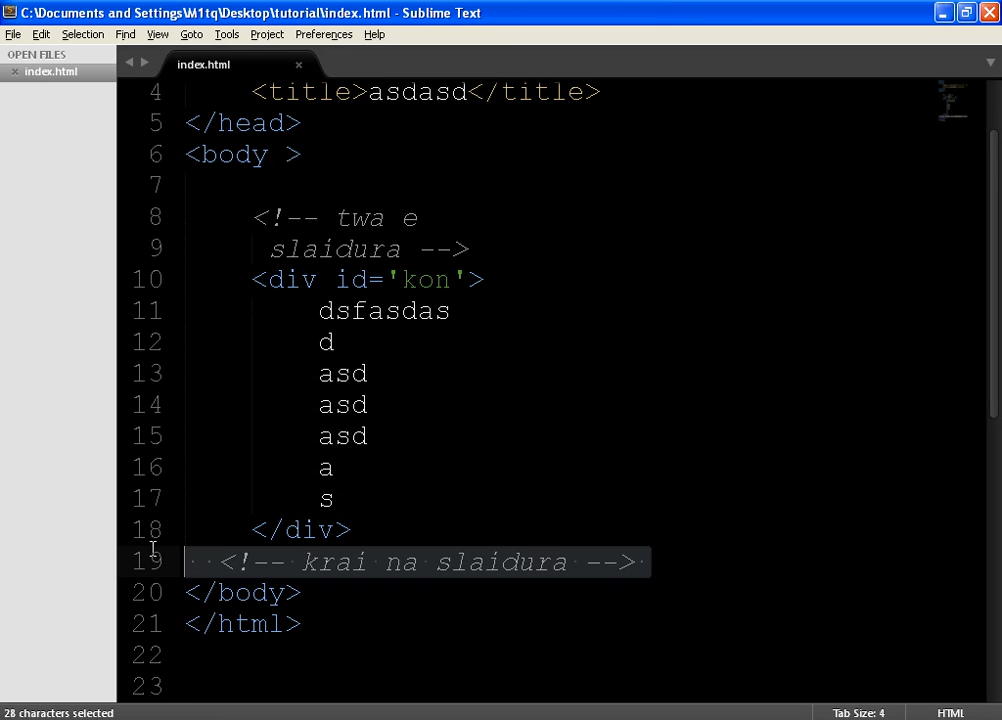 C:\Documents and Settings\M1tq\Desktop\tutorial\index.html - Sublime Text
File Edit Selection Find View Goto Tools Project Preferences Help
OPEN FILES
× index.html
index.html ×
4 <title>asdasd</title>
5 </head>
6 <body >
7
8 <!-- twa e
9 slaidura -->
10 <div id='kon'>
11 dsfasdas
12 d
13 asd
14 asd
15 asd
16 a
17 s
18 </div>
19 <!-- krai na slaidura -->
20 </body>
21 </html>
22
23
28 characters selected Tab Size: 4 HTML